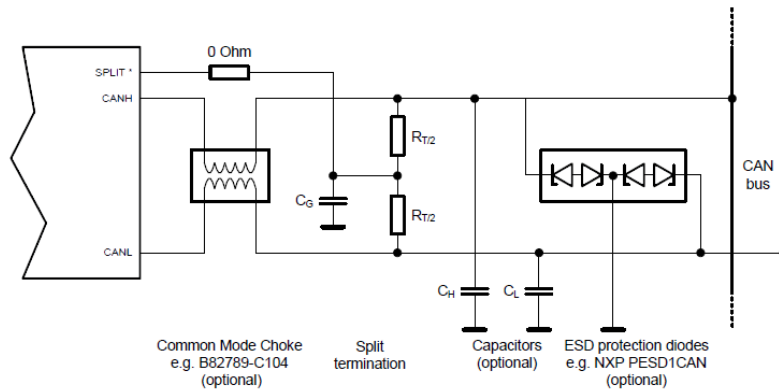 0 Ohm
SPLIT *
CANH
RT/2
CAN
bus
CG
RT/2
CANL
CH
CL
Common Mode Choke
e.g. B82789-C104
(optional)
Split
termination
Capacitors
(optional)
ESD protection diodes
e.g. NXP PESD1CAN
(optional)